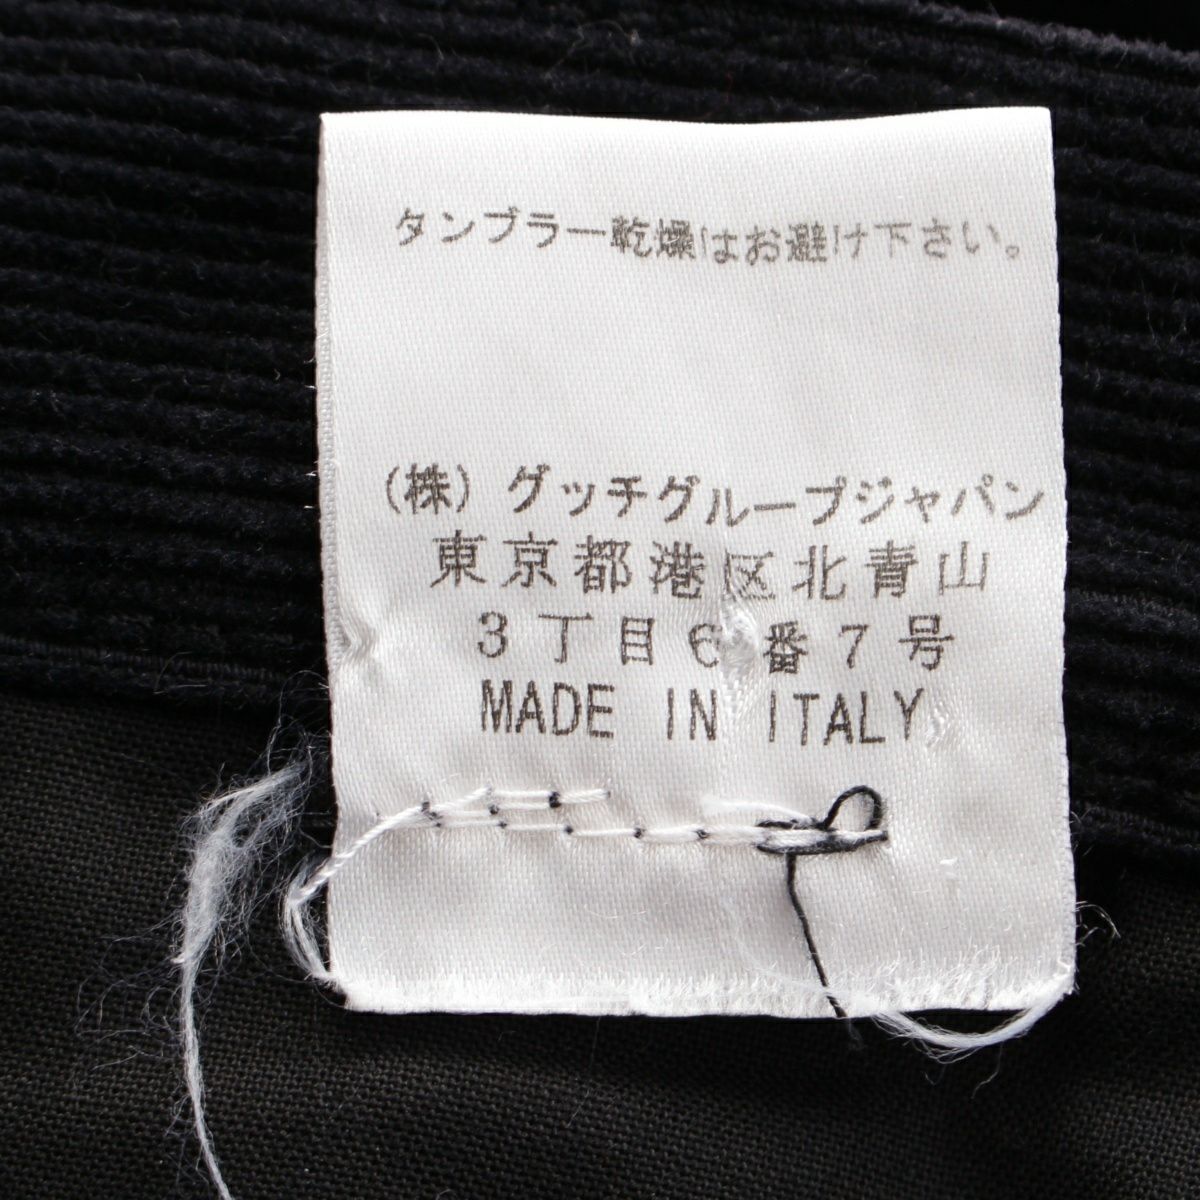 タンブラー乾燥はお避け下さい。
(株) グッチグループジャパン
東京都港区北青山
3丁目6番7号
MADE IN ITALY